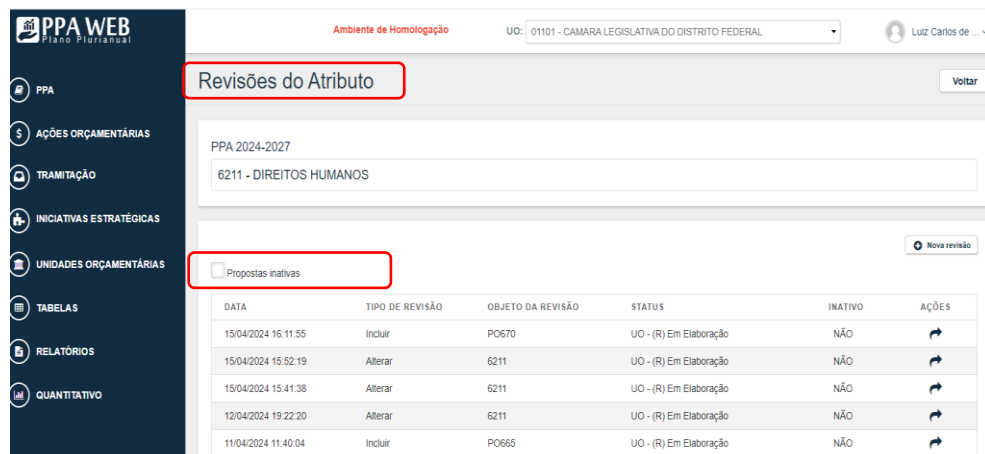 PPA WEB
Plano Plurianual
Ambiente de Homologação
UO: 01101 - CAMARA LEGISLATIVA DO DISTRITO FEDERAL
Luiz Carlos de ...
PPA
AÇÕES ORÇAMENTÁRIAS
TRAMITAÇÃO
INICIATIVAS ESTRATÉGICAS
UNIDADES ORÇAMENTÁRIAS
TABELAS
RELATÓRIOS
QUANTITATIVO
Revisões do Atributo
Voltar
PPA 2024-2027
6211 - DIREITOS HUMANOS
Nova revisão
Propostas inativas
DATA TIPO DE REVISÃO OBJETO DA REVISÃO STATUS INATIVO AÇÕES
15/04/2024 16:11:55 Incluir PO670 UO - (R) Em Elaboração NÃO
15/04/2024 15:52:19 Alterar 6211 UO - (R) Em Elaboração NÃO
15/04/2024 15:41:38 Alterar 6211 UO - (R) Em Elaboração NÃO
12/04/2024 19:22:20 Alterar 6211 UO - (R) Em Elaboração NÃO
11/04/2024 11:40:04 Incluir PO665 UO - (R) Em Elaboração NÃO